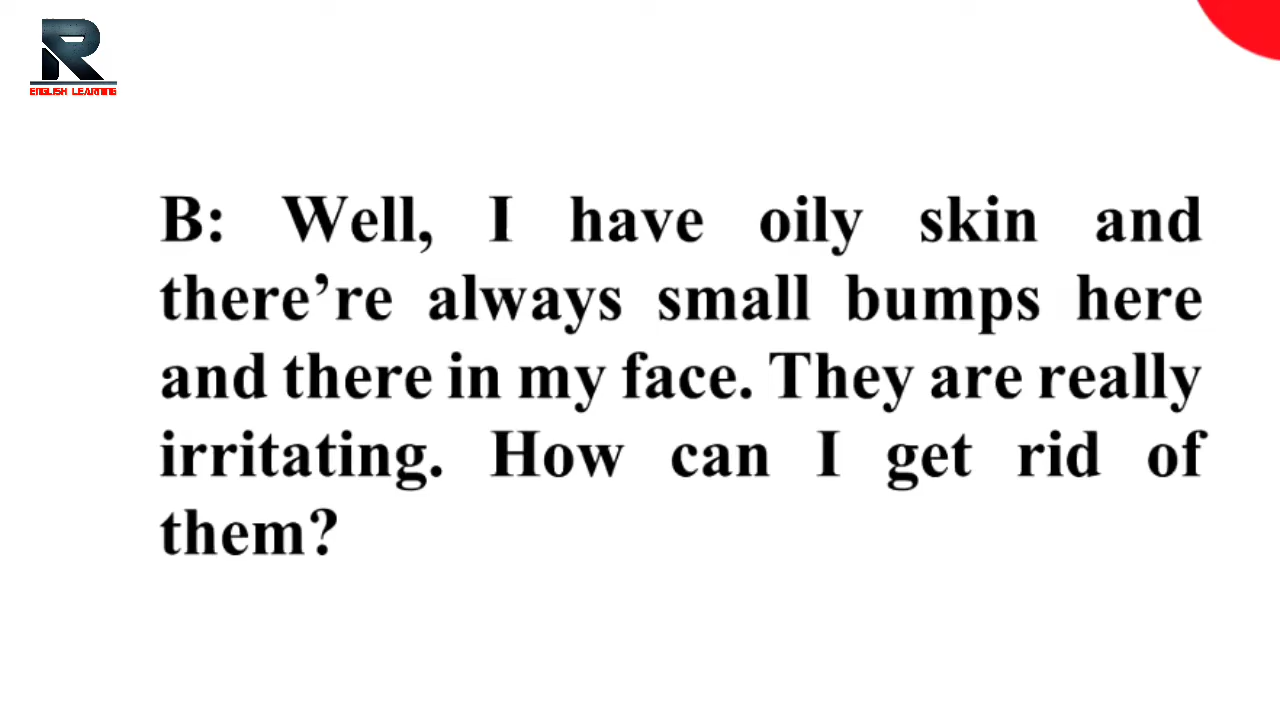 R
ENGLISH LEARNING
B: Well, I have oily skin and
there’re always small bumps here
and there in my face. They are really
irritating. How can I get rid of
them?